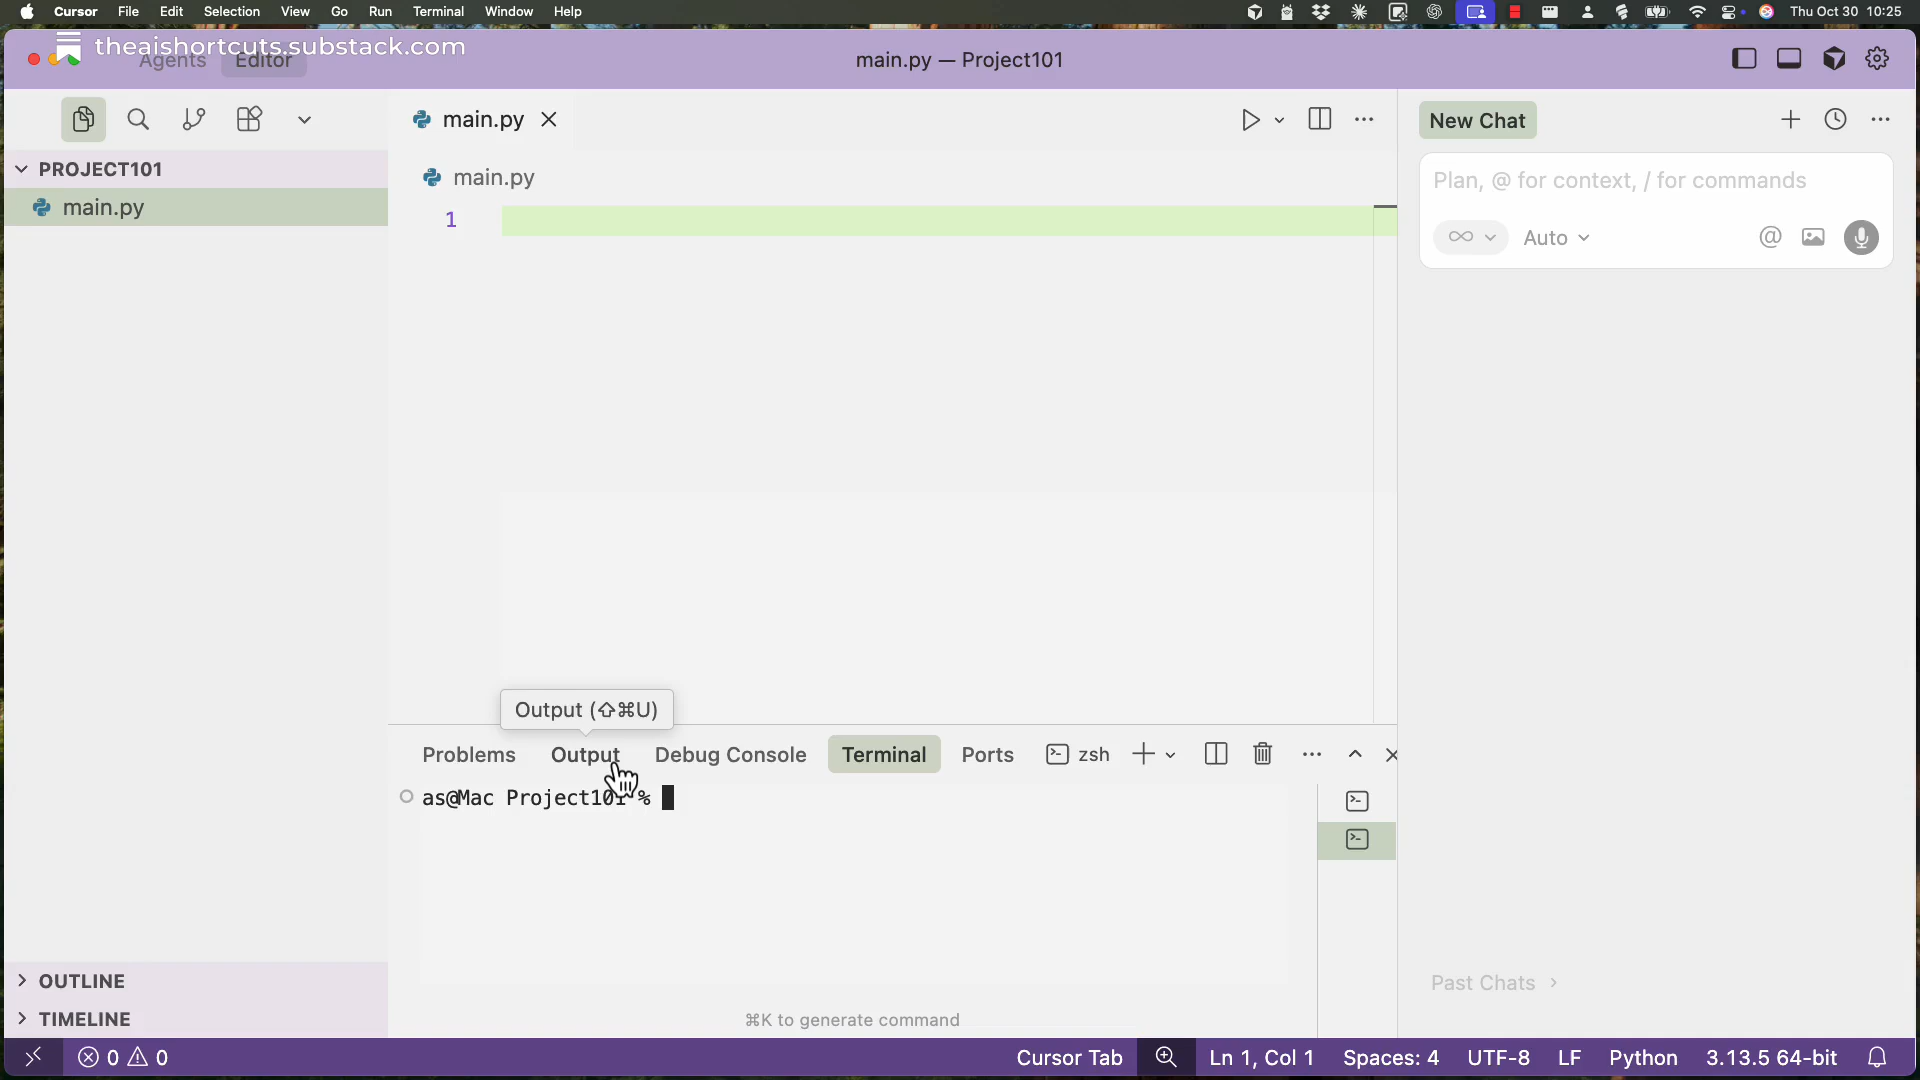 Cursor File Edit Selection View Go Run Terminal Window Help Thu Oct 30 10:25
theaishortcuts.substack.com
Agents Editor main.py — Project101
main.py
New Chat
PROJECT101
main.py
main.py
Plan, @ for context, / for commands
1
Auto
Output (⇧⌘U)
Problems Output Debug Console Terminal Ports zsh
as@Mac Project101 %
OUTLINE
Past Chats
TIMELINE
⌘K to generate command
0 0 Cursor Tab Ln 1, Col 1 Spaces: 4 UTF-8 LF Python 3.13.5 64-bit